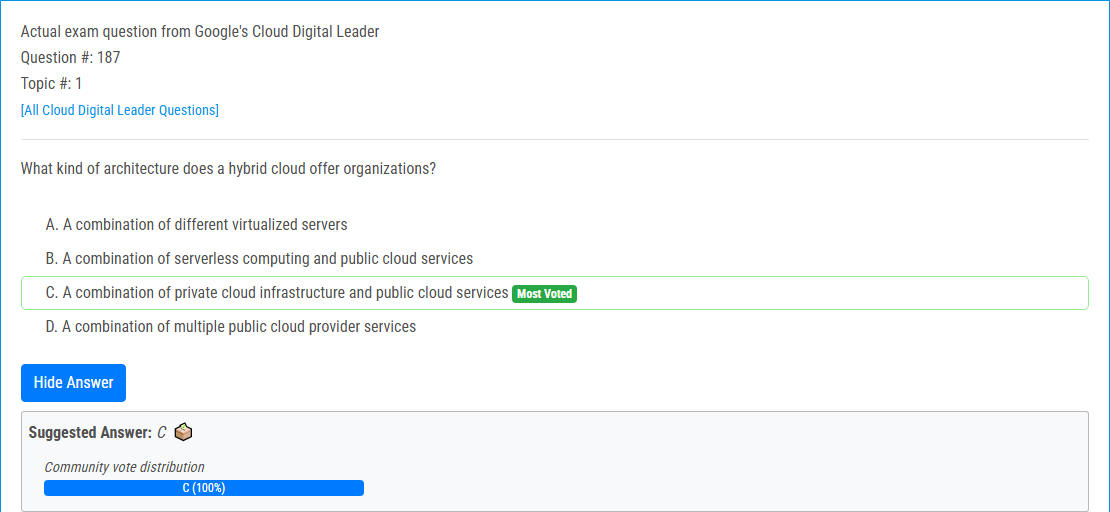 Actual exam question from Google's Cloud Digital Leader
Question #: 187
Topic #: 1
[All Cloud Digital Leader Questions]
What kind of architecture does a hybrid cloud offer organizations?
A. A combination of different virtualized servers
B. A combination of serverless computing and public cloud services
C. A combination of private cloud infrastructure and public cloud services Most Voted
D. A combination of multiple public cloud provider services
Hide Answer
Suggested Answer: C
Community vote distribution
C (100%)